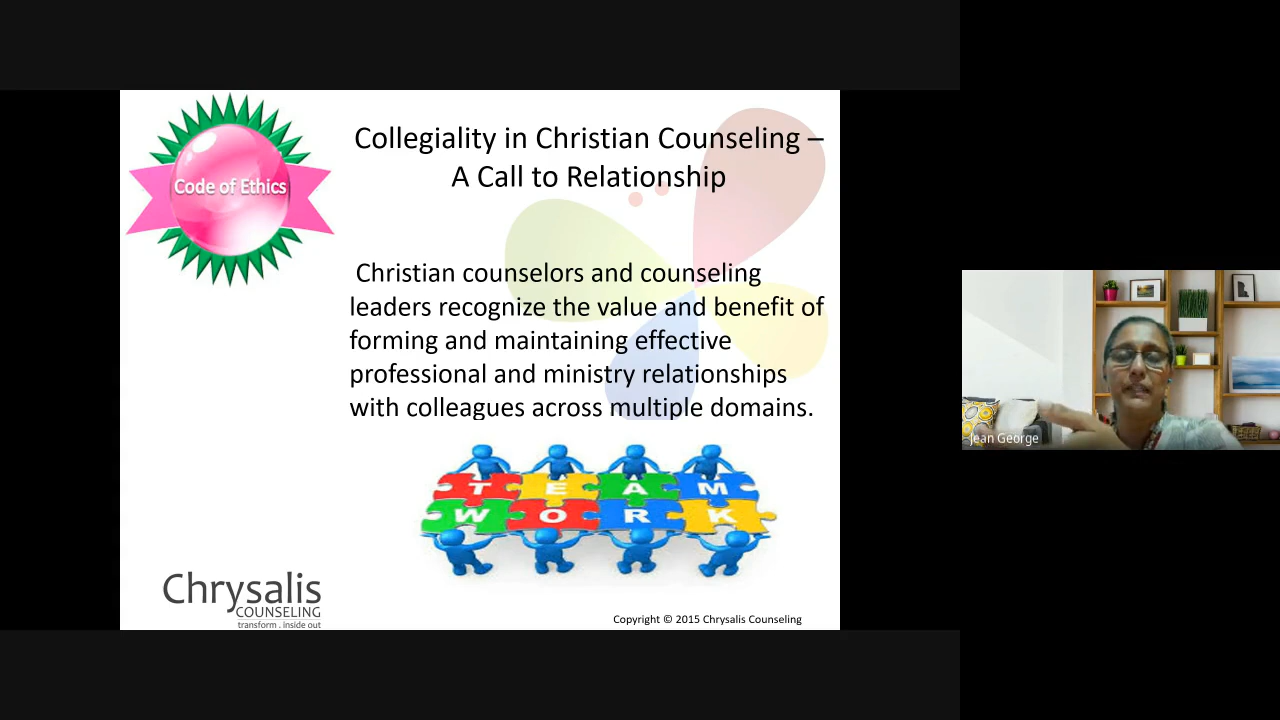 Code of Ethics
Collegiality in Christian Counseling –
A Call to Relationship
Christian counselors and counseling
leaders recognize the value and benefit of
forming and maintaining effective
professional and ministry relationships
with colleagues across multiple domains.
TEAM
WORK
Chrysalis
COUNSELING
transform . inside out
Copyright © 2015 Chrysalis Counseling
Jean George